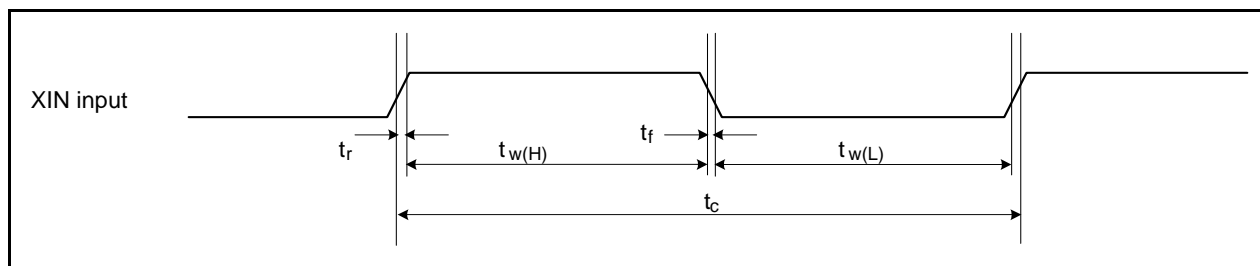 XIN input
tr
tw(H)
tf
tw(L)
tc